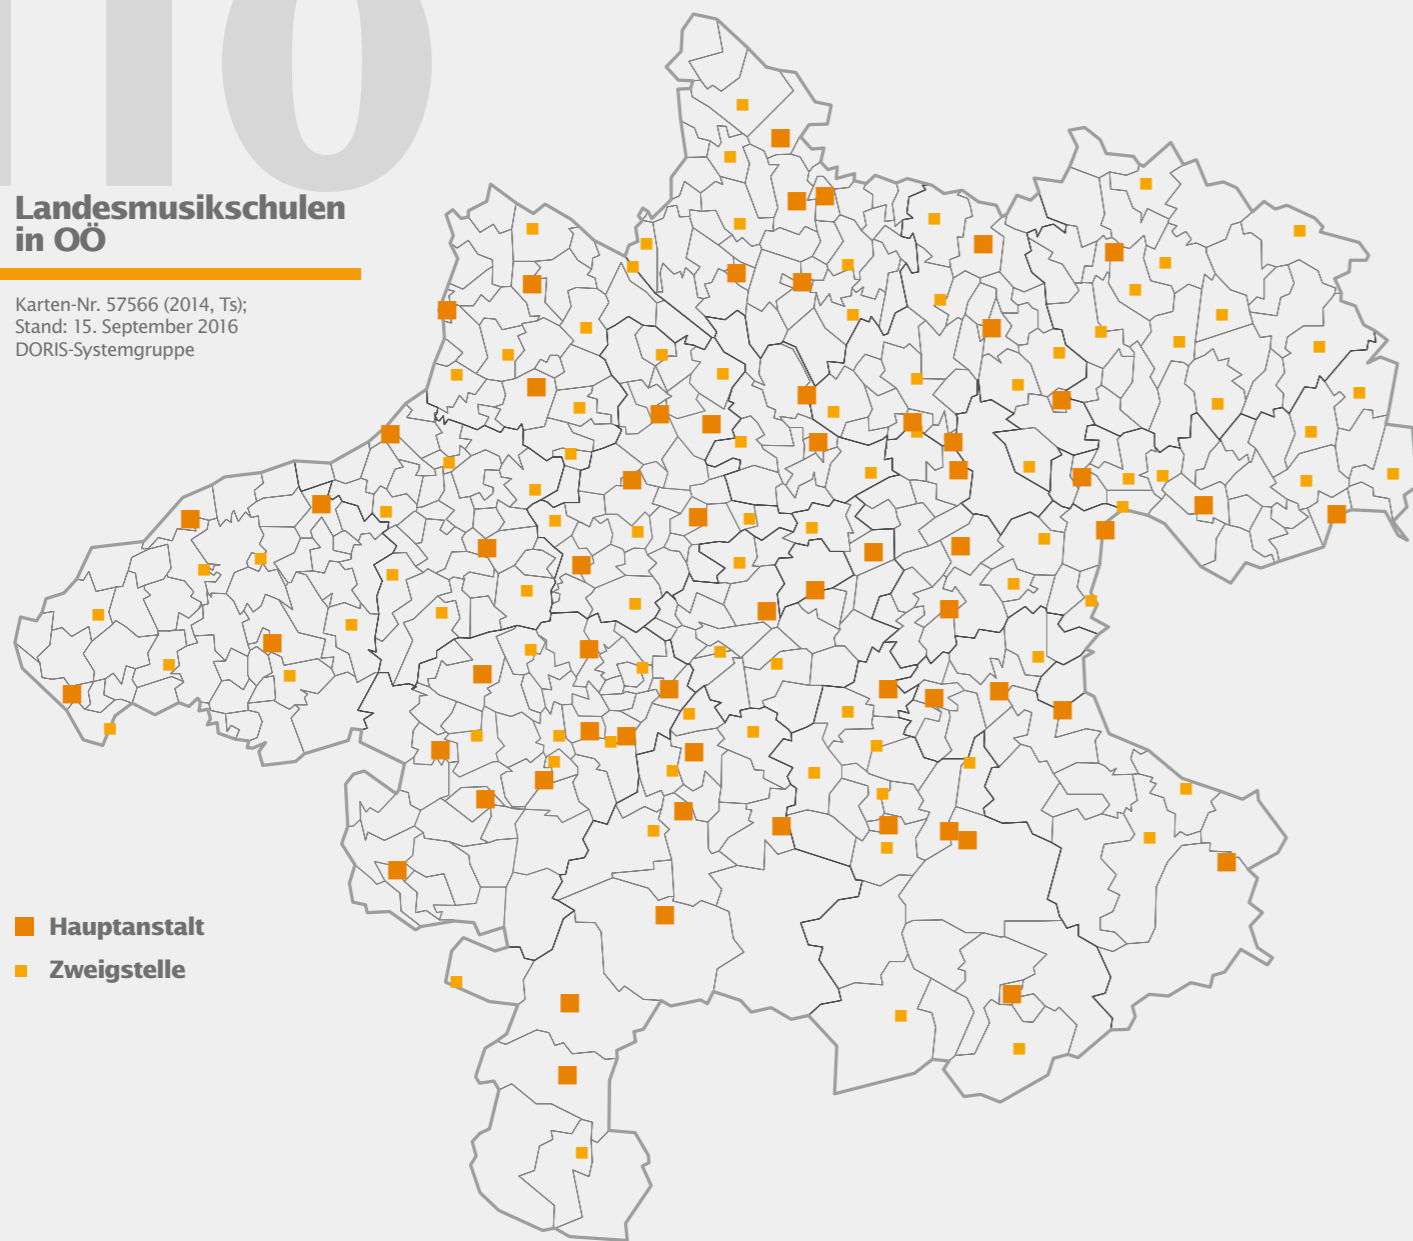 Landesmusikschulen
in OÖ
Karten-Nr. 57566 (2014, Ts);
Stand: 15. September 2016
DORIS-Systemgruppe
Hauptanstalt
Zweigstelle